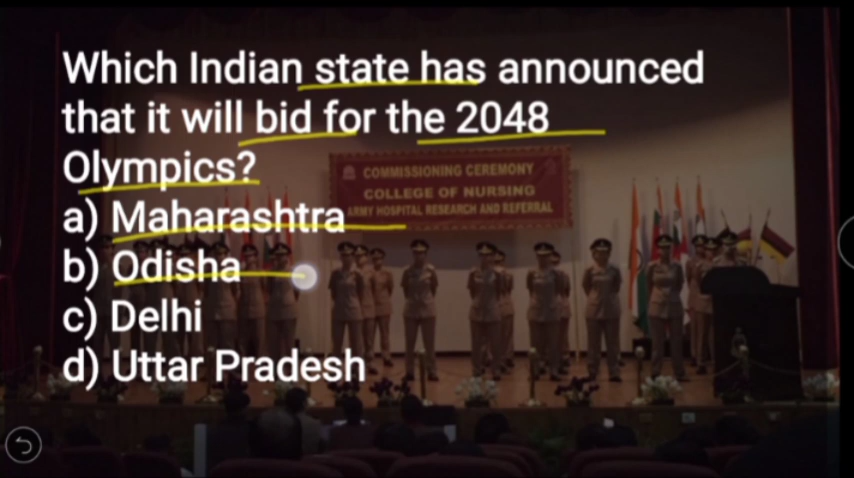 Which Indian state has announced
that it will bid for the 2048
Olympics?
COMMISSIONING CEREMONY
COLLEGE OF NURSING
ARMY HOSPITAL RESEARCH AND REFERRAL
a) Maharashtra
b) Odisha
c) Delhi
d) Uttar Pradesh